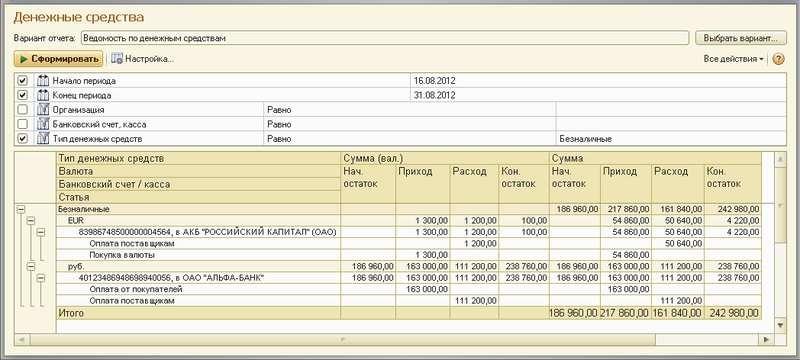 Денежные средства
Вариант отчета: Ведомость по денежным средствам Выбрать вариант...
Сформировать Настройка... Все действия
Начало периода 16.08.2012
Конец периода 31.08.2012
Организация Равно
Банковский счет, касса Равно
Тип денежных средств Равно Безналичные
Тип денежных средств Сумма (вал.) Сумма
Валюта Нач. остаток Приход Расход Кон. остаток Нач. остаток Приход Расход Кон. остаток
Банковский счет / касса
Статья
Безналичные 186 960,00 217 860,00 161 840,00 242 980,00
EUR 1 300,00 1 200,00 100,00 54 860,00 50 640,00 4 220,00
83986748500000004564, в АКБ "РОССИЙСКИЙ КАПИТАЛ" (ОАО) 1 300,00 1 200,00 100,00 54 860,00 50 640,00 4 220,00
Оплата поставщикам 1 200,00 50 640,00
Покупка валюты 1 300,00 54 860,00
руб. 186 960,00 163 000,00 111 200,00 238 760,00 186 960,00 163 000,00 111 200,00 238 760,00
40123486948698940056, в ОАО "АЛЬФА-БАНК" 186 960,00 163 000,00 111 200,00 238 760,00 186 960,00 163 000,00 111 200,00 238 760,00
Оплата от покупателей 163 000,00 163 000,00
Оплата поставщикам 111 200,00 111 200,00
Итого 186 960,00 217 860,00 161 840,00 242 980,00